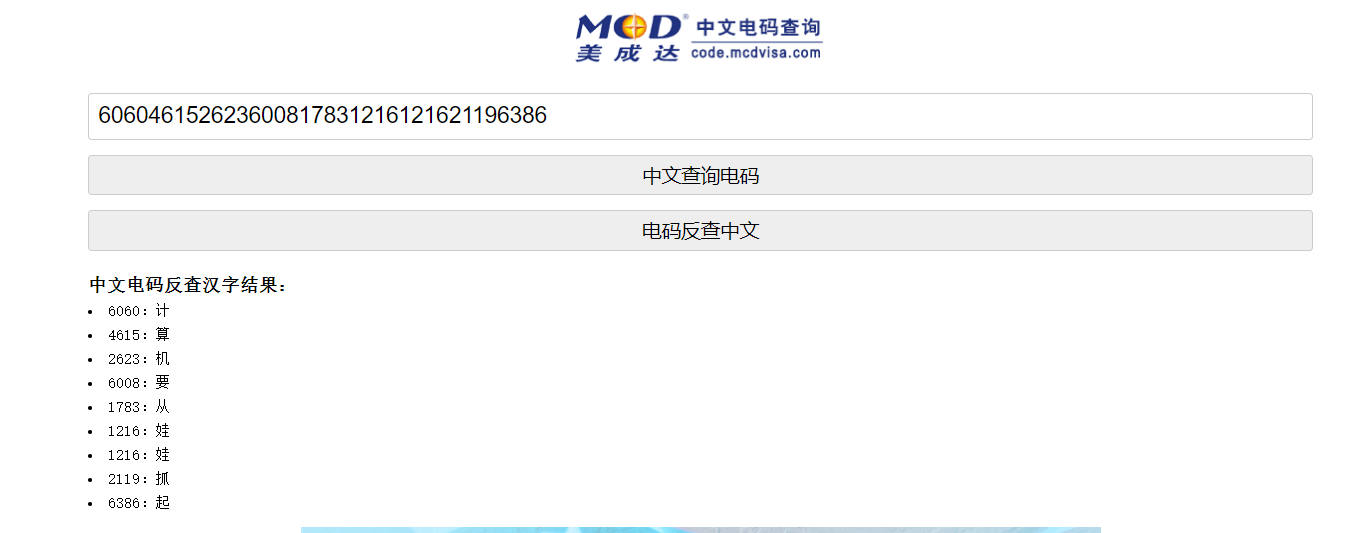 MCD® 中文电码查询
美成达 code.mcdvisa.com
606046152623600817831216121621196386
中文查询电码
电码反查中文
中文电码反查汉字结果：
• 6060：计
• 4615：算
• 2623：机
• 6008：要
• 1783：从
• 1216：娃
• 1216：娃
• 2119：抓
• 6386：起